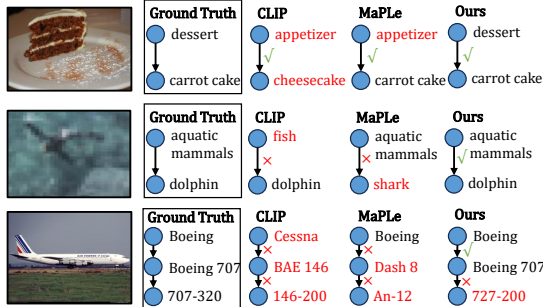 Ground Truth CLIP MaPLe Ours
dessert appetizer appetizer dessert
√ √ √
carrot cake cheesecake carrot cake carrot cake
Ground Truth CLIP MaPLe Ours
aquatic mammals fish aquatic mammals aquatic mammals
× × √
dolphin dolphin shark dolphin
Ground Truth CLIP MaPLe Ours
Boeing Cessna Boeing Boeing
× × √
Boeing 707 BAE 146 Dash 8 Boeing 707
× × ×
707-320 146-200 An-12 727-200